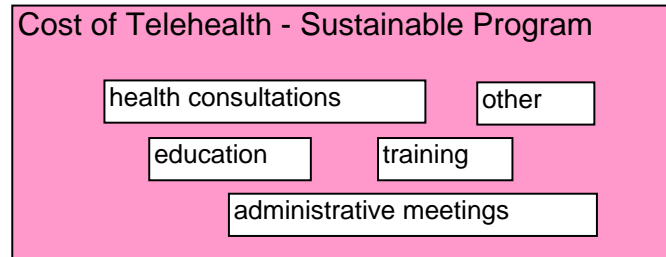 Cost of Telehealth - Sustainable Program
health consultations
other
education
training
administrative meetings